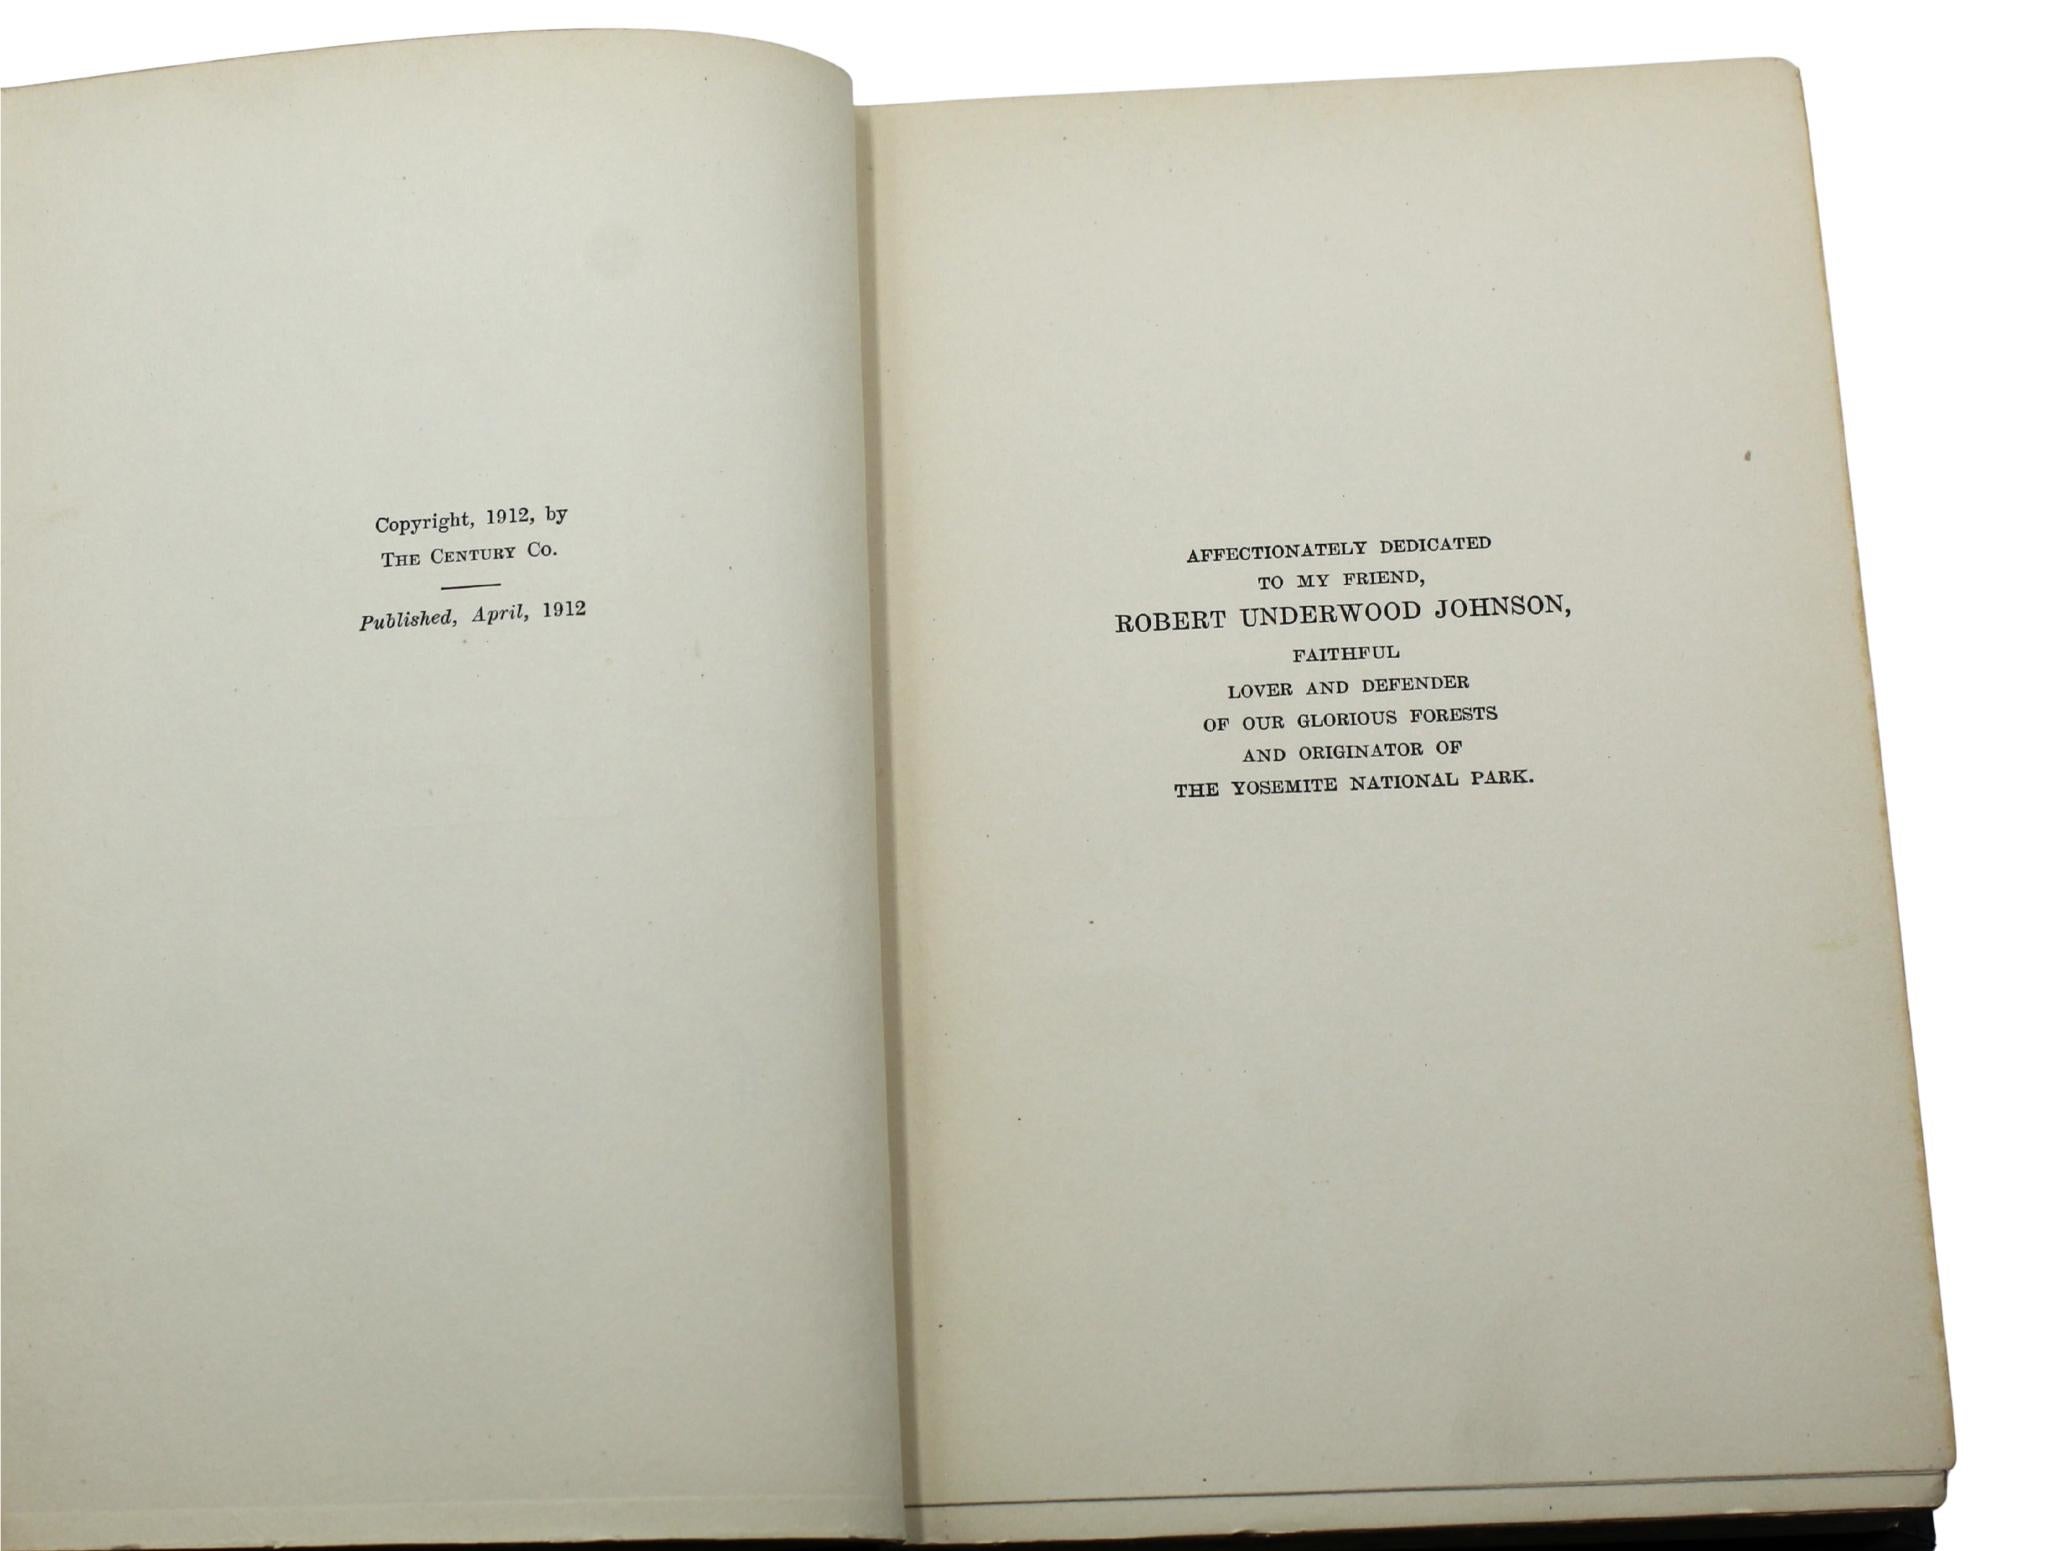 Copyright, 1912, by
THE CENTURY CO.
Published, April, 1912
AFFECTIONATELY DEDICATED
TO MY FRIEND,
ROBERT UNDERWOOD JOHNSON,
FAITHFUL
LOVER AND DEFENDER
OF OUR GLORIOUS FORESTS
AND ORIGINATOR OF
THE YOSEMITE NATIONAL PARK.